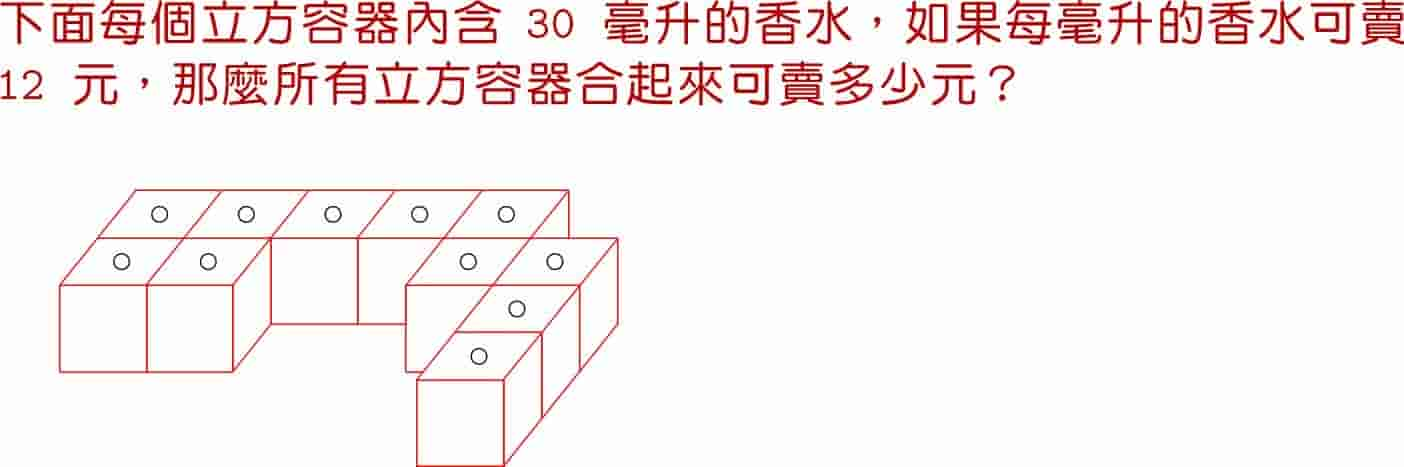 下面每個立方容器內含 30 毫升的香水，如果每毫升的香水可賣
12 元，那麼所有立方容器合起來可賣多少元？